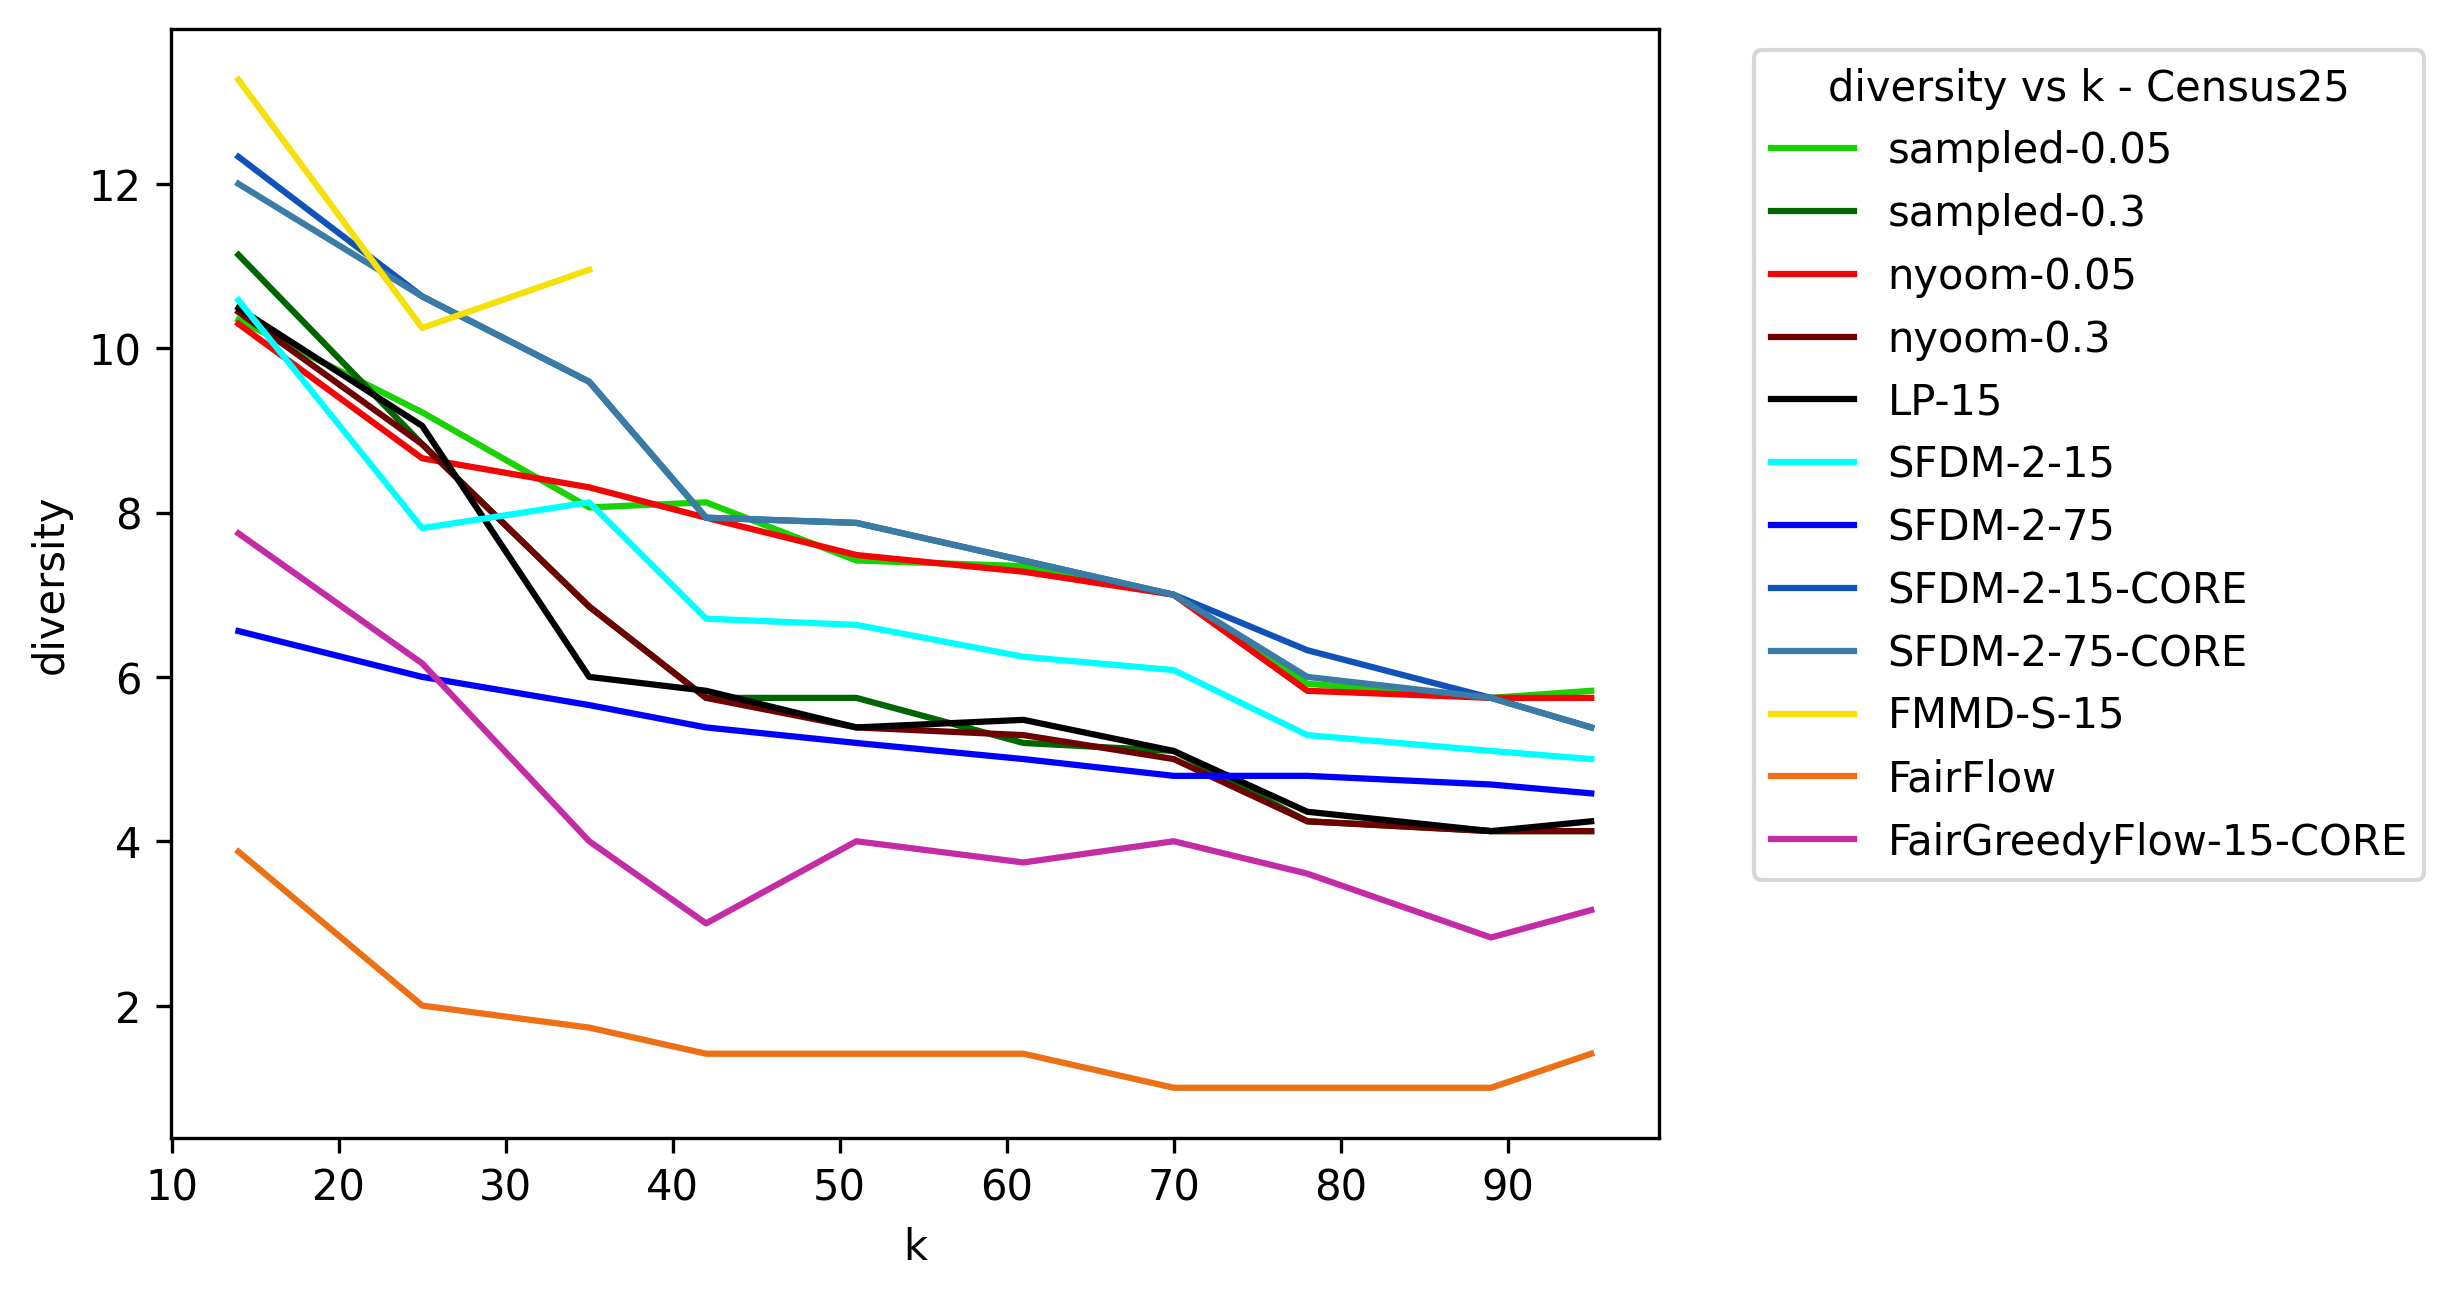 12
10
8
6
4
2
diversity
10 20 30 40 50 60 70 80 90
k
diversity vs k - Census25
sampled-0.05
sampled-0.3
nyoom-0.05
nyoom-0.3
LP-15
SFDM-2-15
SFDM-2-75
SFDM-2-15-CORE
SFDM-2-75-CORE
FMMD-S-15
FairFlow
FairGreedyFlow-15-CORE